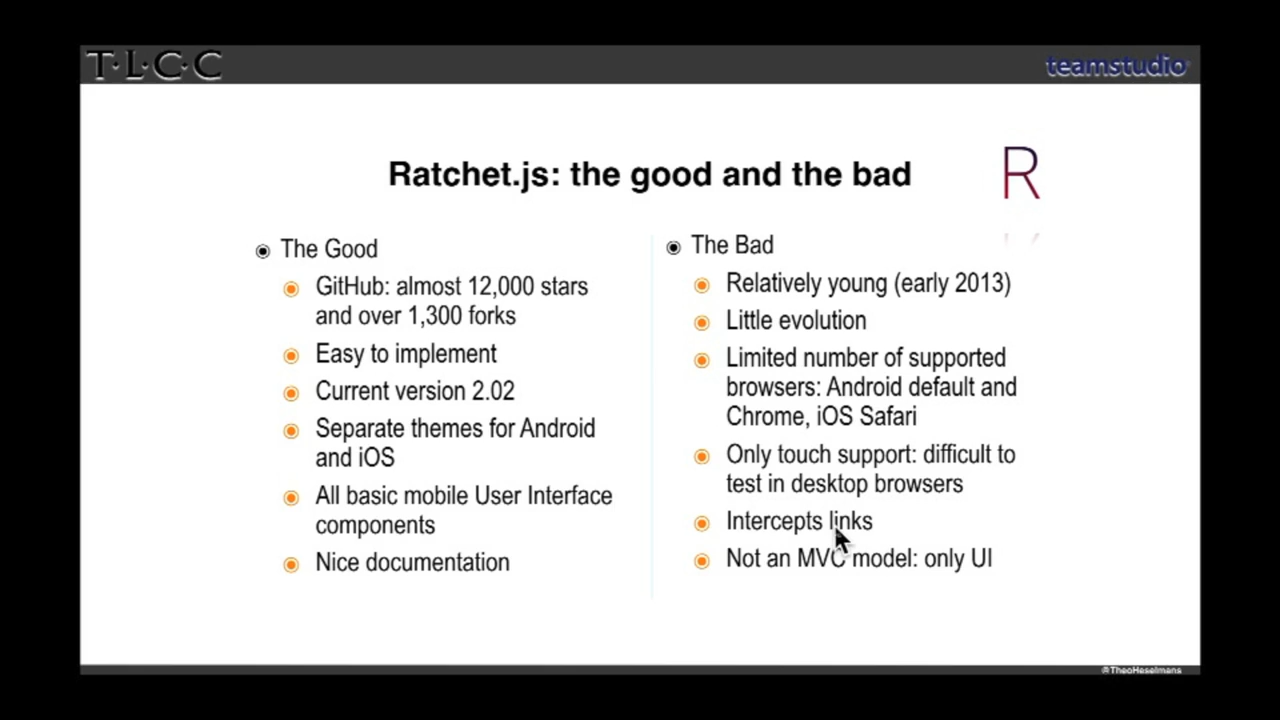 T·L·C·C
teamstudio
Ratchet.js: the good and the bad
R
The Good
GitHub: almost 12,000 stars
and over 1,300 forks
Easy to implement
Current version 2.02
Separate themes for Android
and iOS
All basic mobile User Interface
components
Nice documentation
The Bad
Relatively young (early 2013)
Little evolution
Limited number of supported
browsers: Android default and
Chrome, iOS Safari
Only touch support: difficult to
test in desktop browsers
Intercepts links
Not an MVC model: only UI
@TheoHeselmans